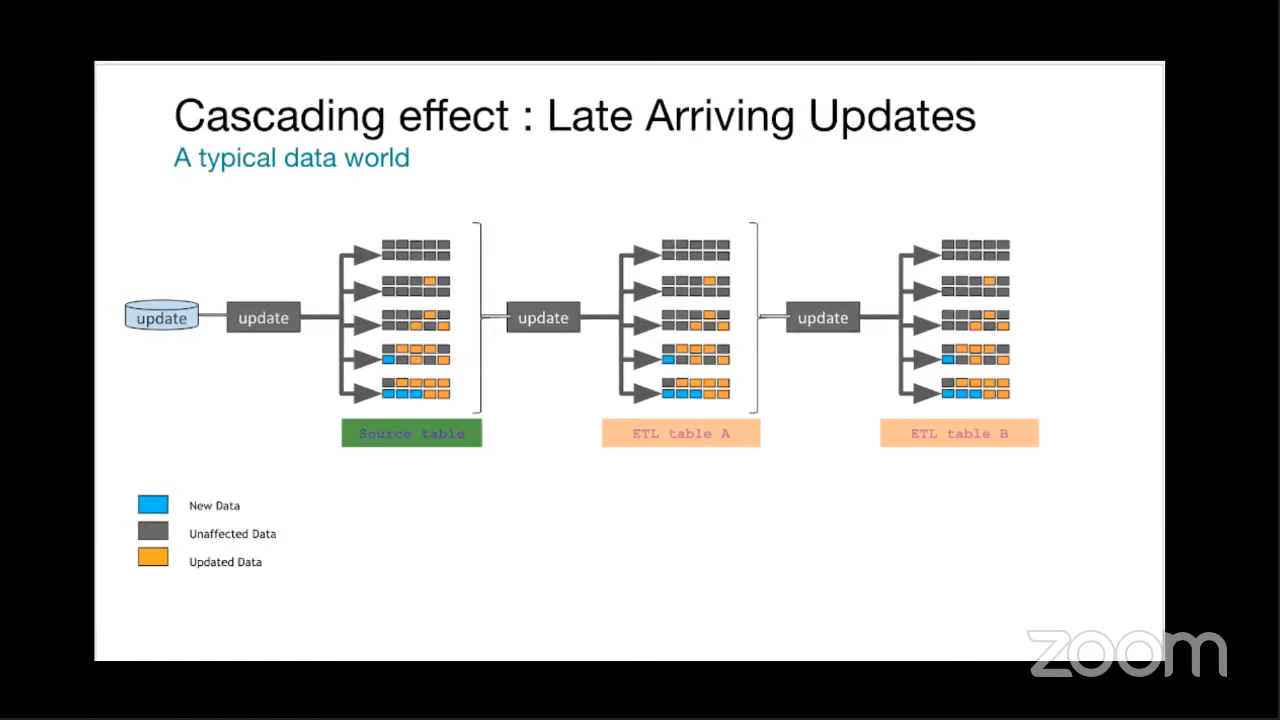 Cascading effect : Late Arriving Updates
A typical data world
update
update
update
update
Source table
ETL table A
ETL table B
New Data
Unaffected Data
Updated Data
zoom